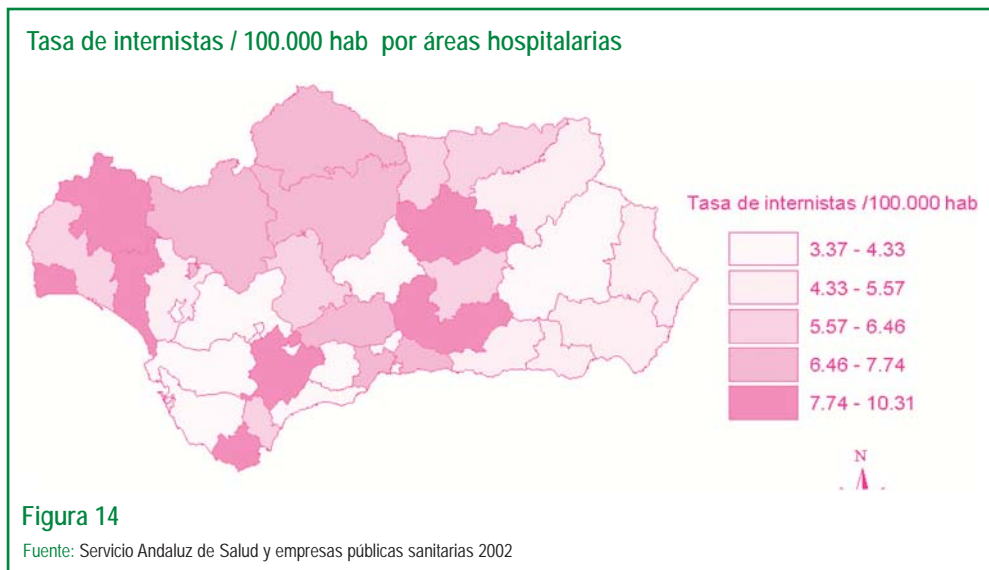 Tasa de internistas / 100.000 hab por áreas hospitalarias
Tasa de internistas /100.000 hab
3.37 - 4.33
4.33 - 5.57
5.57 - 6.46
6.46 - 7.74
7.74 - 10.31
N
Figura 14
Fuente: Servicio Andaluz de Salud y empresas públicas sanitarias 2002